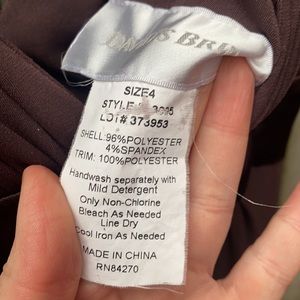 SIZE4
STYLE
LOT# 373953
SHELL:96%POLYESTER
4%SPANDEX
TRIM: 100%POLYESTER
Handwash separately with
Mild Detergent
Only Non-Chlorine
Bleach As Needed
Line Dry
Cool Iron As Needed
MADE IN CHINA
RN84270